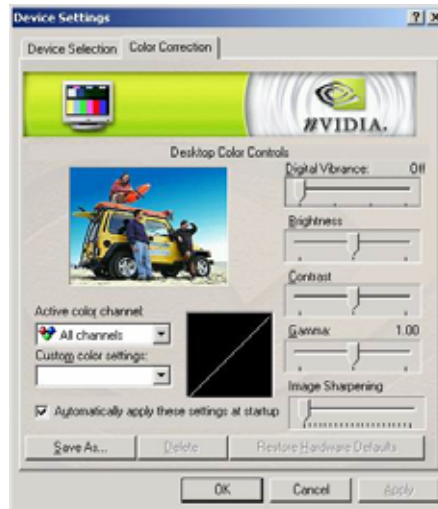 Device Settings
Device Selection
Color Correction
nVIDIA.
Desktop Color Controls
Digital Vibrance: Off
Brightness
Contrast
Active color channel:
All channels
Gamma: 1.00
Custom color settings:
Image Sharpening
Automatically apply these settings at startup
Save As...
Delete
Restore Hardware Defaults
OK
Cancel
Apply